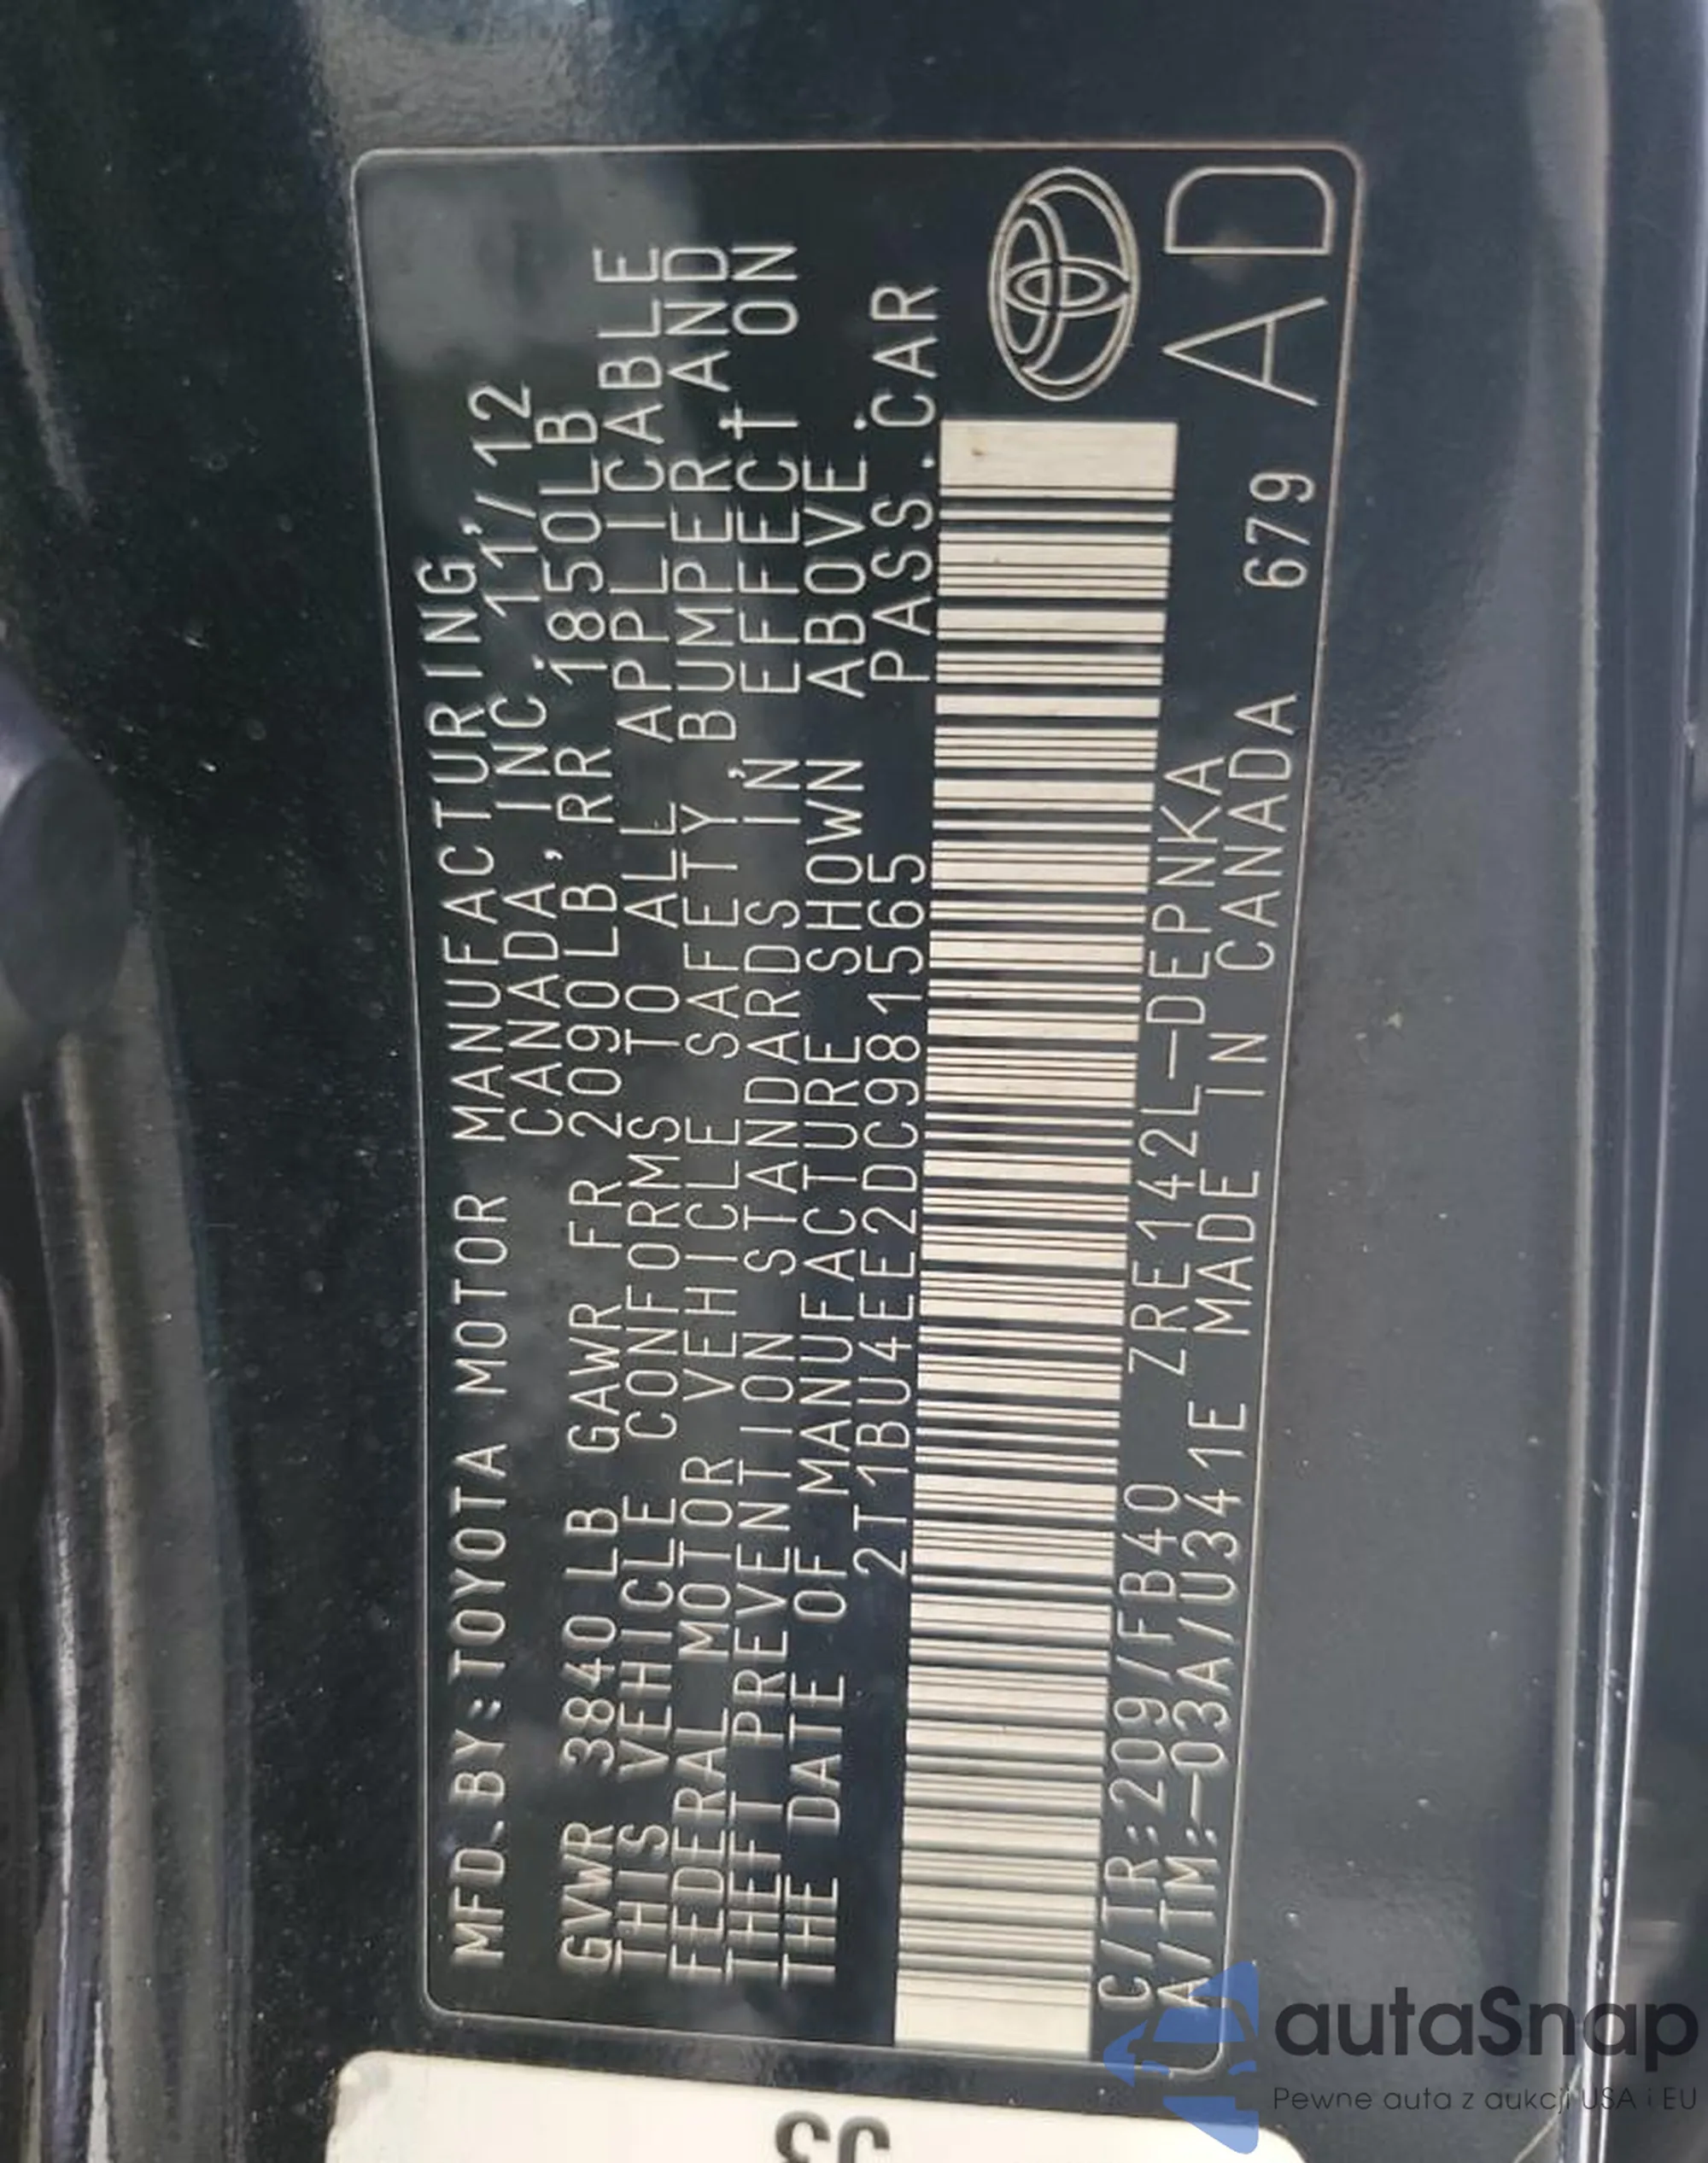 MFD.BY:TOYOTA MOTOR MANUFACTURING,
CANADA, INC. 11/12
GVWR 3840 LB GAWR FR 2090LB, RR 1850LB
THIS VEHICLE CONFORMS TO ALL APPLICABLE
FEDERAL MOTOR VEHICLE SAFETY, BUMPER, AND
THEFT PREVENTION STANDARDS IN EFFECT ON
THE DATE OF MANUFACTURE SHOWN ABOVE.
2T1BU4EE2DC981565 PASS.CAR
C/TR:209/FB40 ZRE142L-DEPNKA
A/TM:-03A/U341E MADE IN CANADA 679
AD
autaSnap
Pewne auta z aukcji USA i EU